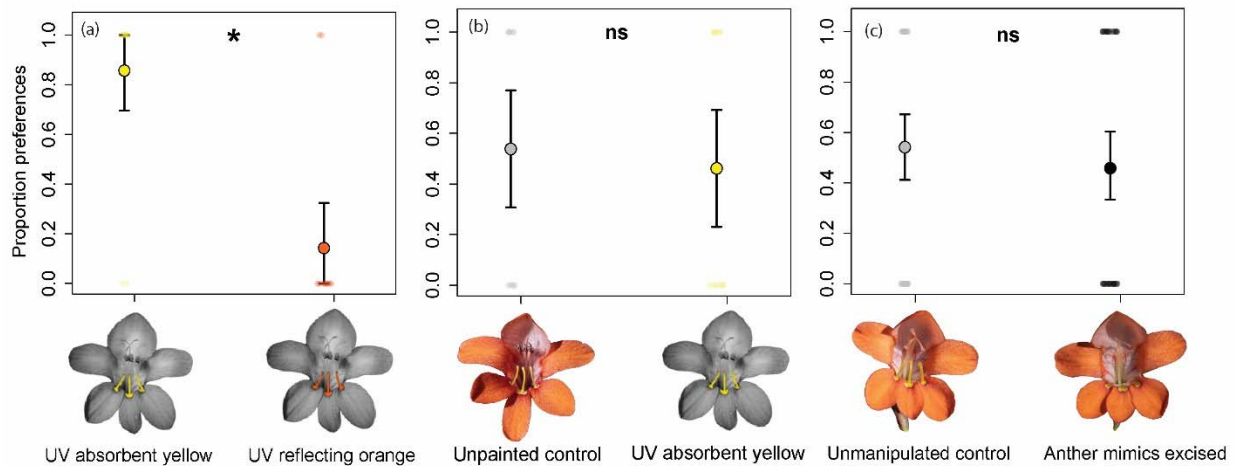 (a)
*
Proportion preferences
1.0
0.8
0.6
0.4
0.2
0.0
UV absorbent yellow
UV reflecting orange
(b)
ns
1.0
0.8
0.6
0.4
0.2
0.0
Unpainted control
UV absorbent yellow
(c)
ns
1.0
0.8
0.6
0.4
0.2
0.0
Unmanipulated control
Anther mimics excised